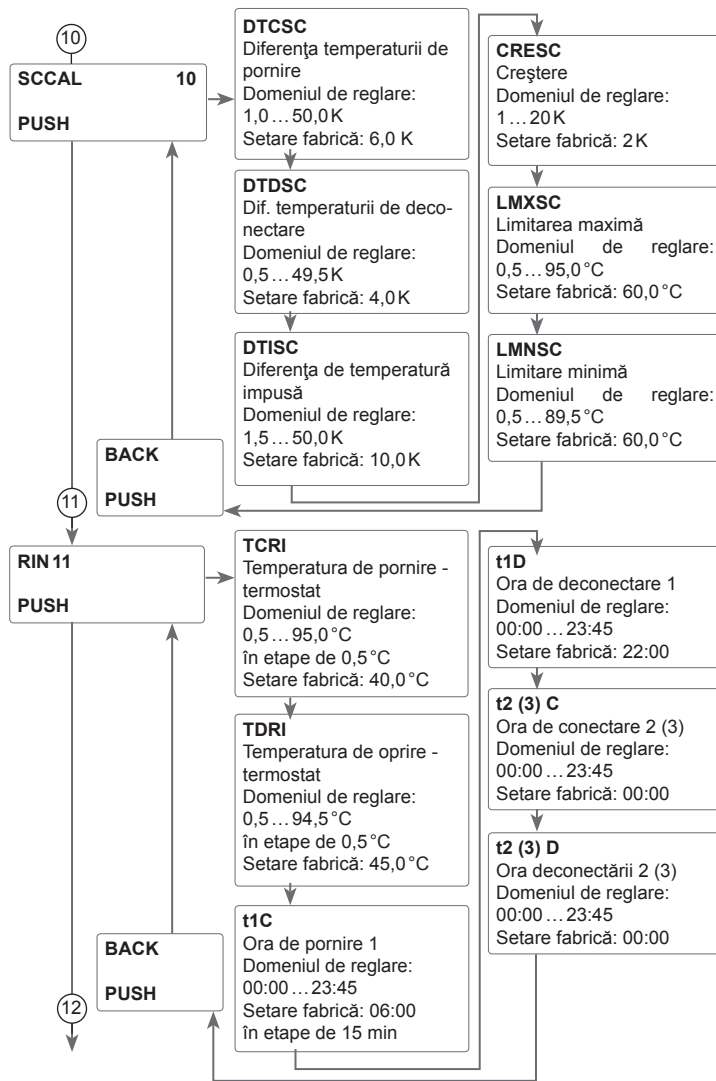 10
SCCAL 10
PUSH
DTCSC
Diferenţa temperaturii de
pornire
Domeniul de reglare:
1,0…50,0K
Setare fabrică: 6,0 K
DTDSC
Dif. temperaturii de deco-
nectare
Domeniul de reglare:
0,5…49,5K
Setare fabrică: 4,0K
DTISC
Diferenţa de temperatură
impusă
Domeniul de reglare:
1,5…50,0K
Setare fabrică: 10,0K
CRESC
Creştere
Domeniul de reglare:
1…20K
Setare fabrică: 2K
LMXSC
Limitarea maximă
Domeniul de reglare:
0,5…95,0°C
Setare fabrică: 60,0°C
LMNSC
Limitare minimă
Domeniul de reglare:
0,5…89,5°C
Setare fabrică: 60,0°C
BACK
PUSH
11
RIN 11
PUSH
TCRI
Temperatura de pornire -
termostat
Domeniul de reglare:
0,5…95,0°C
în etape de 0,5°C
Setare fabrică: 40,0°C
TDRI
Temperatura de oprire -
termostat
Domeniul de reglare:
0,5…94,5°C
în etape de 0,5°C
Setare fabrică: 45,0°C
t1C
Ora de pornire 1
Domeniul de reglare:
00:00…23:45
Setare fabrică: 06:00
în etape de 15 min
t1D
Ora de deconectare 1
Domeniul de reglare:
00:00…23:45
Setare fabrică: 22:00
t2 (3) C
Ora de conectare 2 (3)
Domeniul de reglare:
00:00…23:45
Setare fabrică: 00:00
t2 (3) D
Ora deconectării 2 (3)
Domeniul de reglare:
00:00…23:45
Setare fabrică: 00:00
BACK
PUSH
12